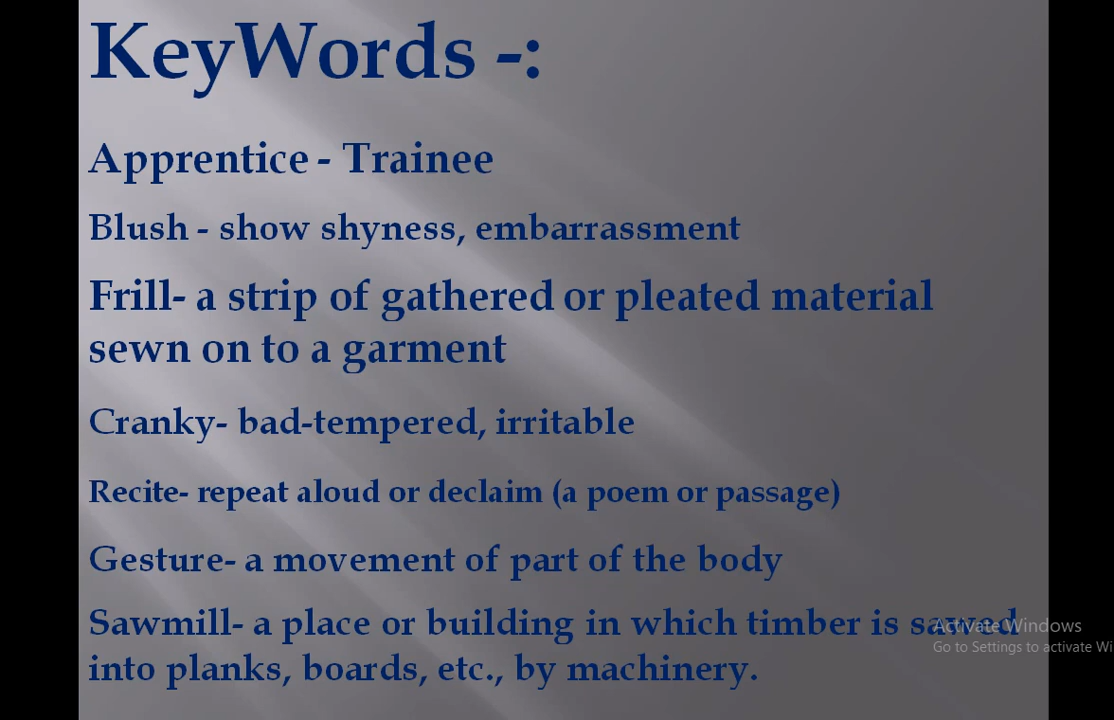 KeyWords -:
Apprentice - Trainee
Blush - show shyness, embarrassment
Frill- a strip of gathered or pleated material
sewn on to a garment
Cranky- bad-tempered, irritable
Recite- repeat aloud or declaim (a poem or passage)
Gesture- a movement of part of the body
Sawmill- a place or building in which timber is sawed
into planks, boards, etc., by machinery.
Activate Windows
Go to Settings to activate Wi